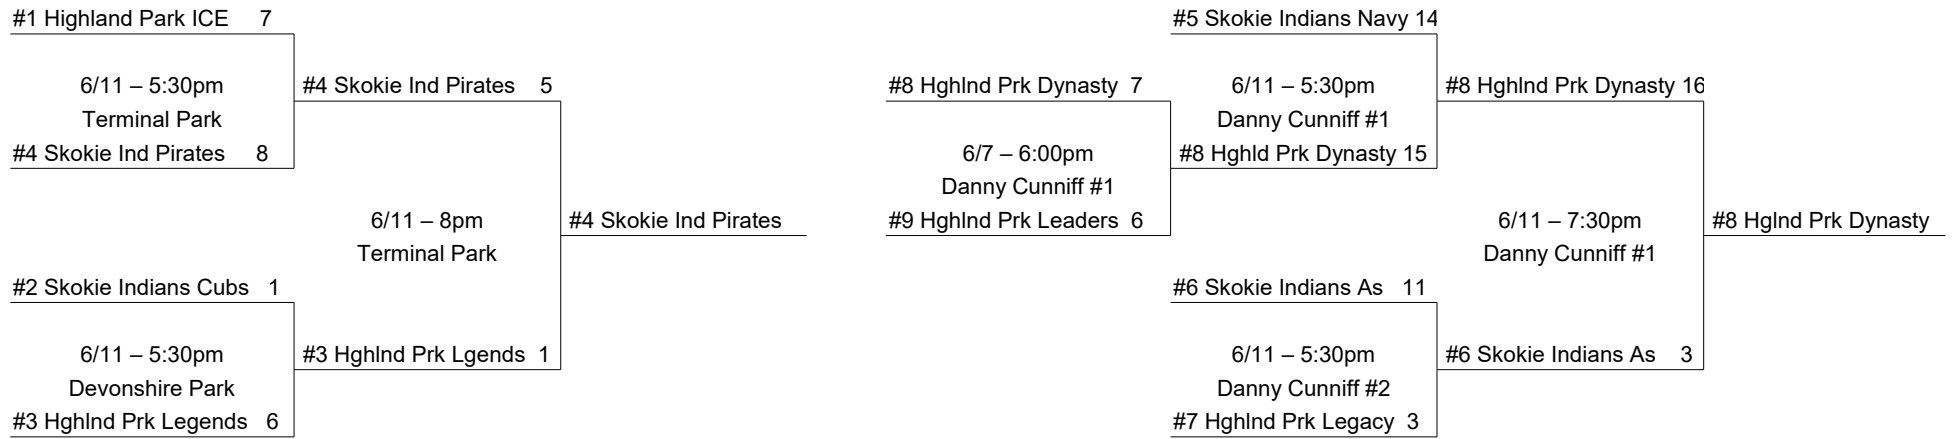 #1 Highland Park ICE 7
6/11 – 5:30pm
Terminal Park
#4 Skokie Ind Pirates 8
#4 Skokie Ind Pirates 5
6/11 – 8pm
Terminal Park
#4 Skokie Ind Pirates
#2 Skokie Indians Cubs 1
6/11 – 5:30pm
Devonshire Park
#3 Hghlnd Prk Legends 6
#3 Hghlnd Prk Lgends 1
#8 Hghlnd Prk Dynasty 7
6/7 – 6:00pm
Danny Cunniff #1
#9 Hghlnd Prk Leaders 6
#5 Skokie Indians Navy 14
6/11 – 5:30pm
Danny Cunniff #1
#8 Hghld Prk Dynasty 15
#8 Hghlnd Prk Dynasty 16
6/11 – 7:30pm
Danny Cunniff #1
#8 Hglnd Prk Dynasty
#6 Skokie Indians As 11
6/11 – 5:30pm
Danny Cunniff #2
#7 Hghlnd Prk Legacy 3
#6 Skokie Indians As 3